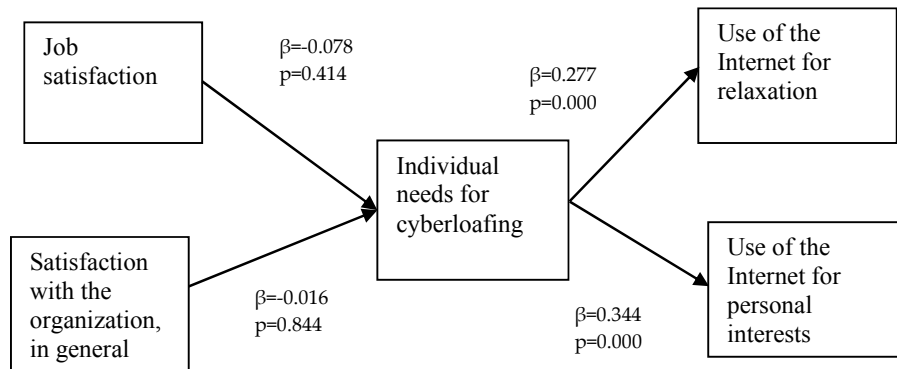 Job
satisfaction
β=-0.078
p=0.414
Satisfaction
with the
organization,
in general
β=-0.016
p=0.844
Individual
needs for
cyberloafing
β=0.277
p=0.000
Use of the
Internet for
relaxation
β=0.344
p=0.000
Use of the
Internet for
personal
interests